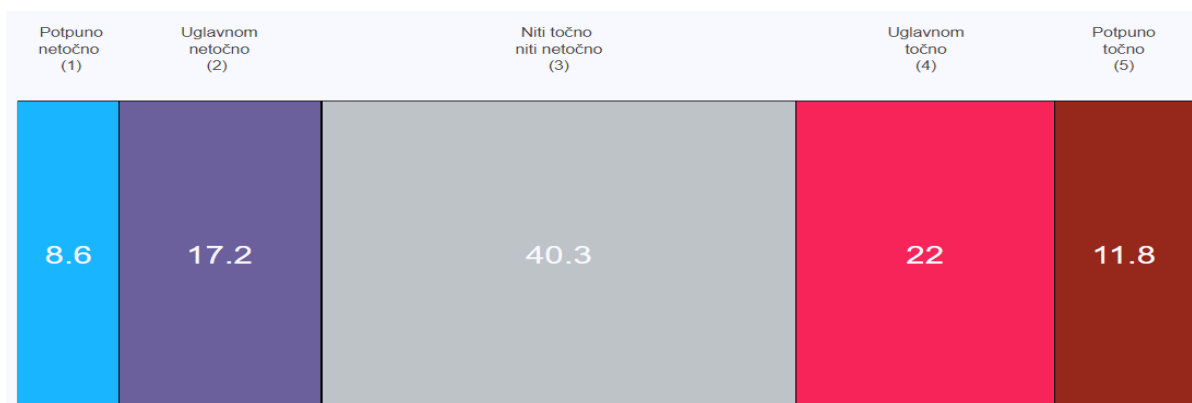 Potpuno
netočno
(1)
Uglavnom
netočno
(2)
Niti točno
niti netočno
(3)
Uglavnom
točno
(4)
Potpuno
točno
(5)
8.6
17.2
40.3
22
11.8